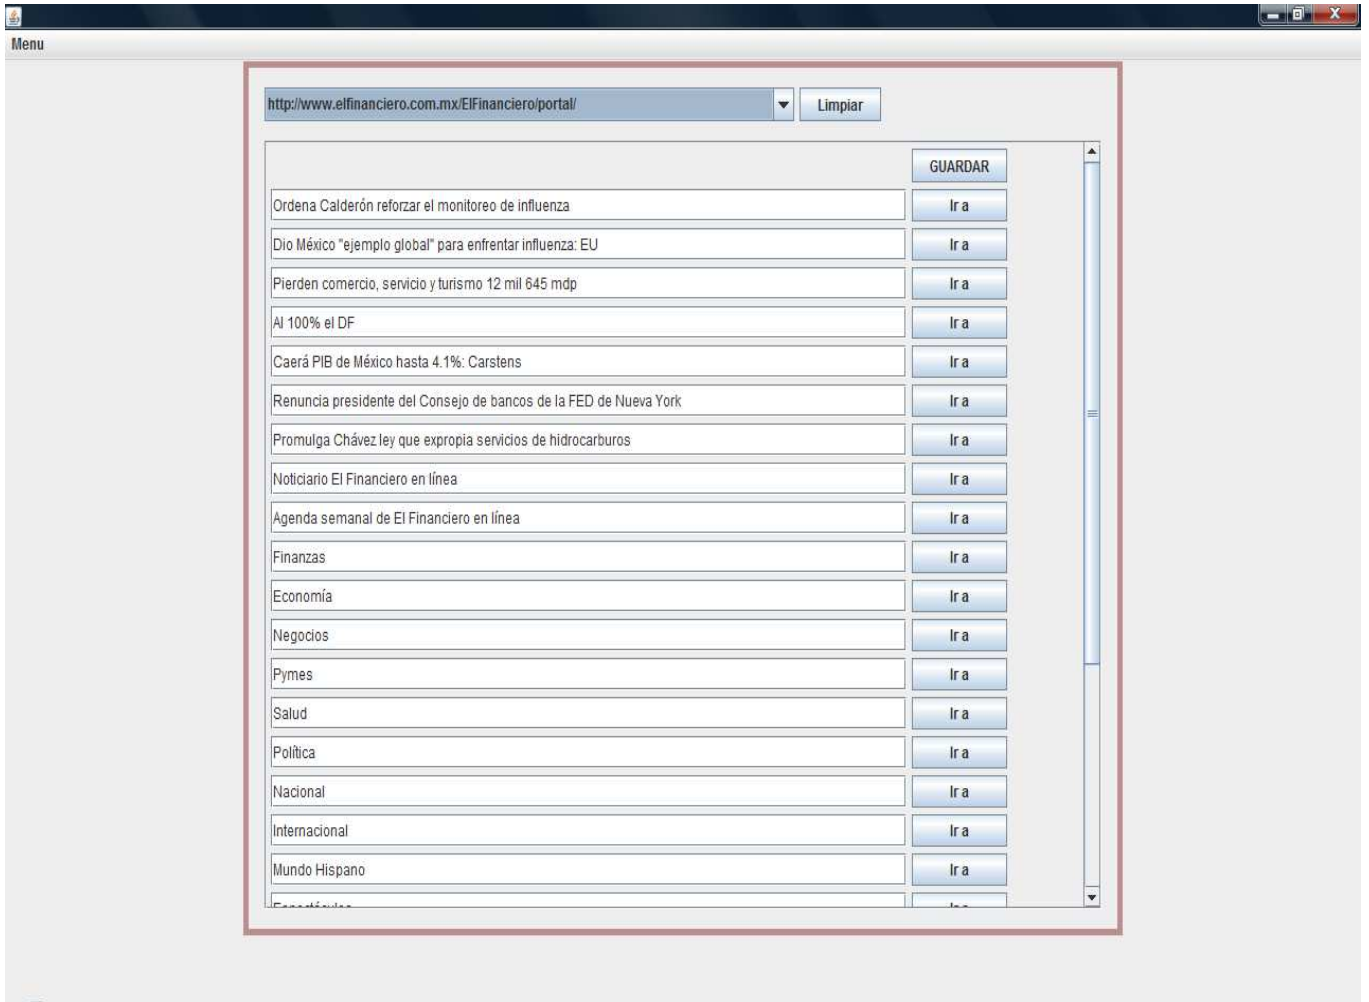 Menu
http://www.elfinanciero.com.mx/ElFinanciero/portal/ Limpiar
GUARDAR
Ordena Calderón reforzar el monitoreo de influenza Ir a
Dio México "ejemplo global" para enfrentar influenza: EU Ir a
Pierden comercio, servicio y turismo 12 mil 645 mdp Ir a
Al 100% el DF Ir a
Caerá PIB de México hasta 4.1%: Carstens Ir a
Renuncia presidente del Consejo de bancos de la FED de Nueva York Ir a
Promulga Chávez ley que expropia servicios de hidrocarburos Ir a
Noticiario El Financiero en línea Ir a
Agenda semanal de El Financiero en línea Ir a
Finanzas Ir a
Economía Ir a
Negocios Ir a
Pymes Ir a
Salud Ir a
Política Ir a
Nacional Ir a
Internacional Ir a
Mundo Hispano Ir a